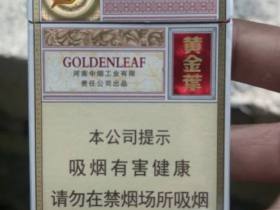 GOLDENLEAF
河南中烟工业有限
责任公司出品
黄金葉
本公司提示
吸烟有害健康
请勿在禁烟场所吸烟